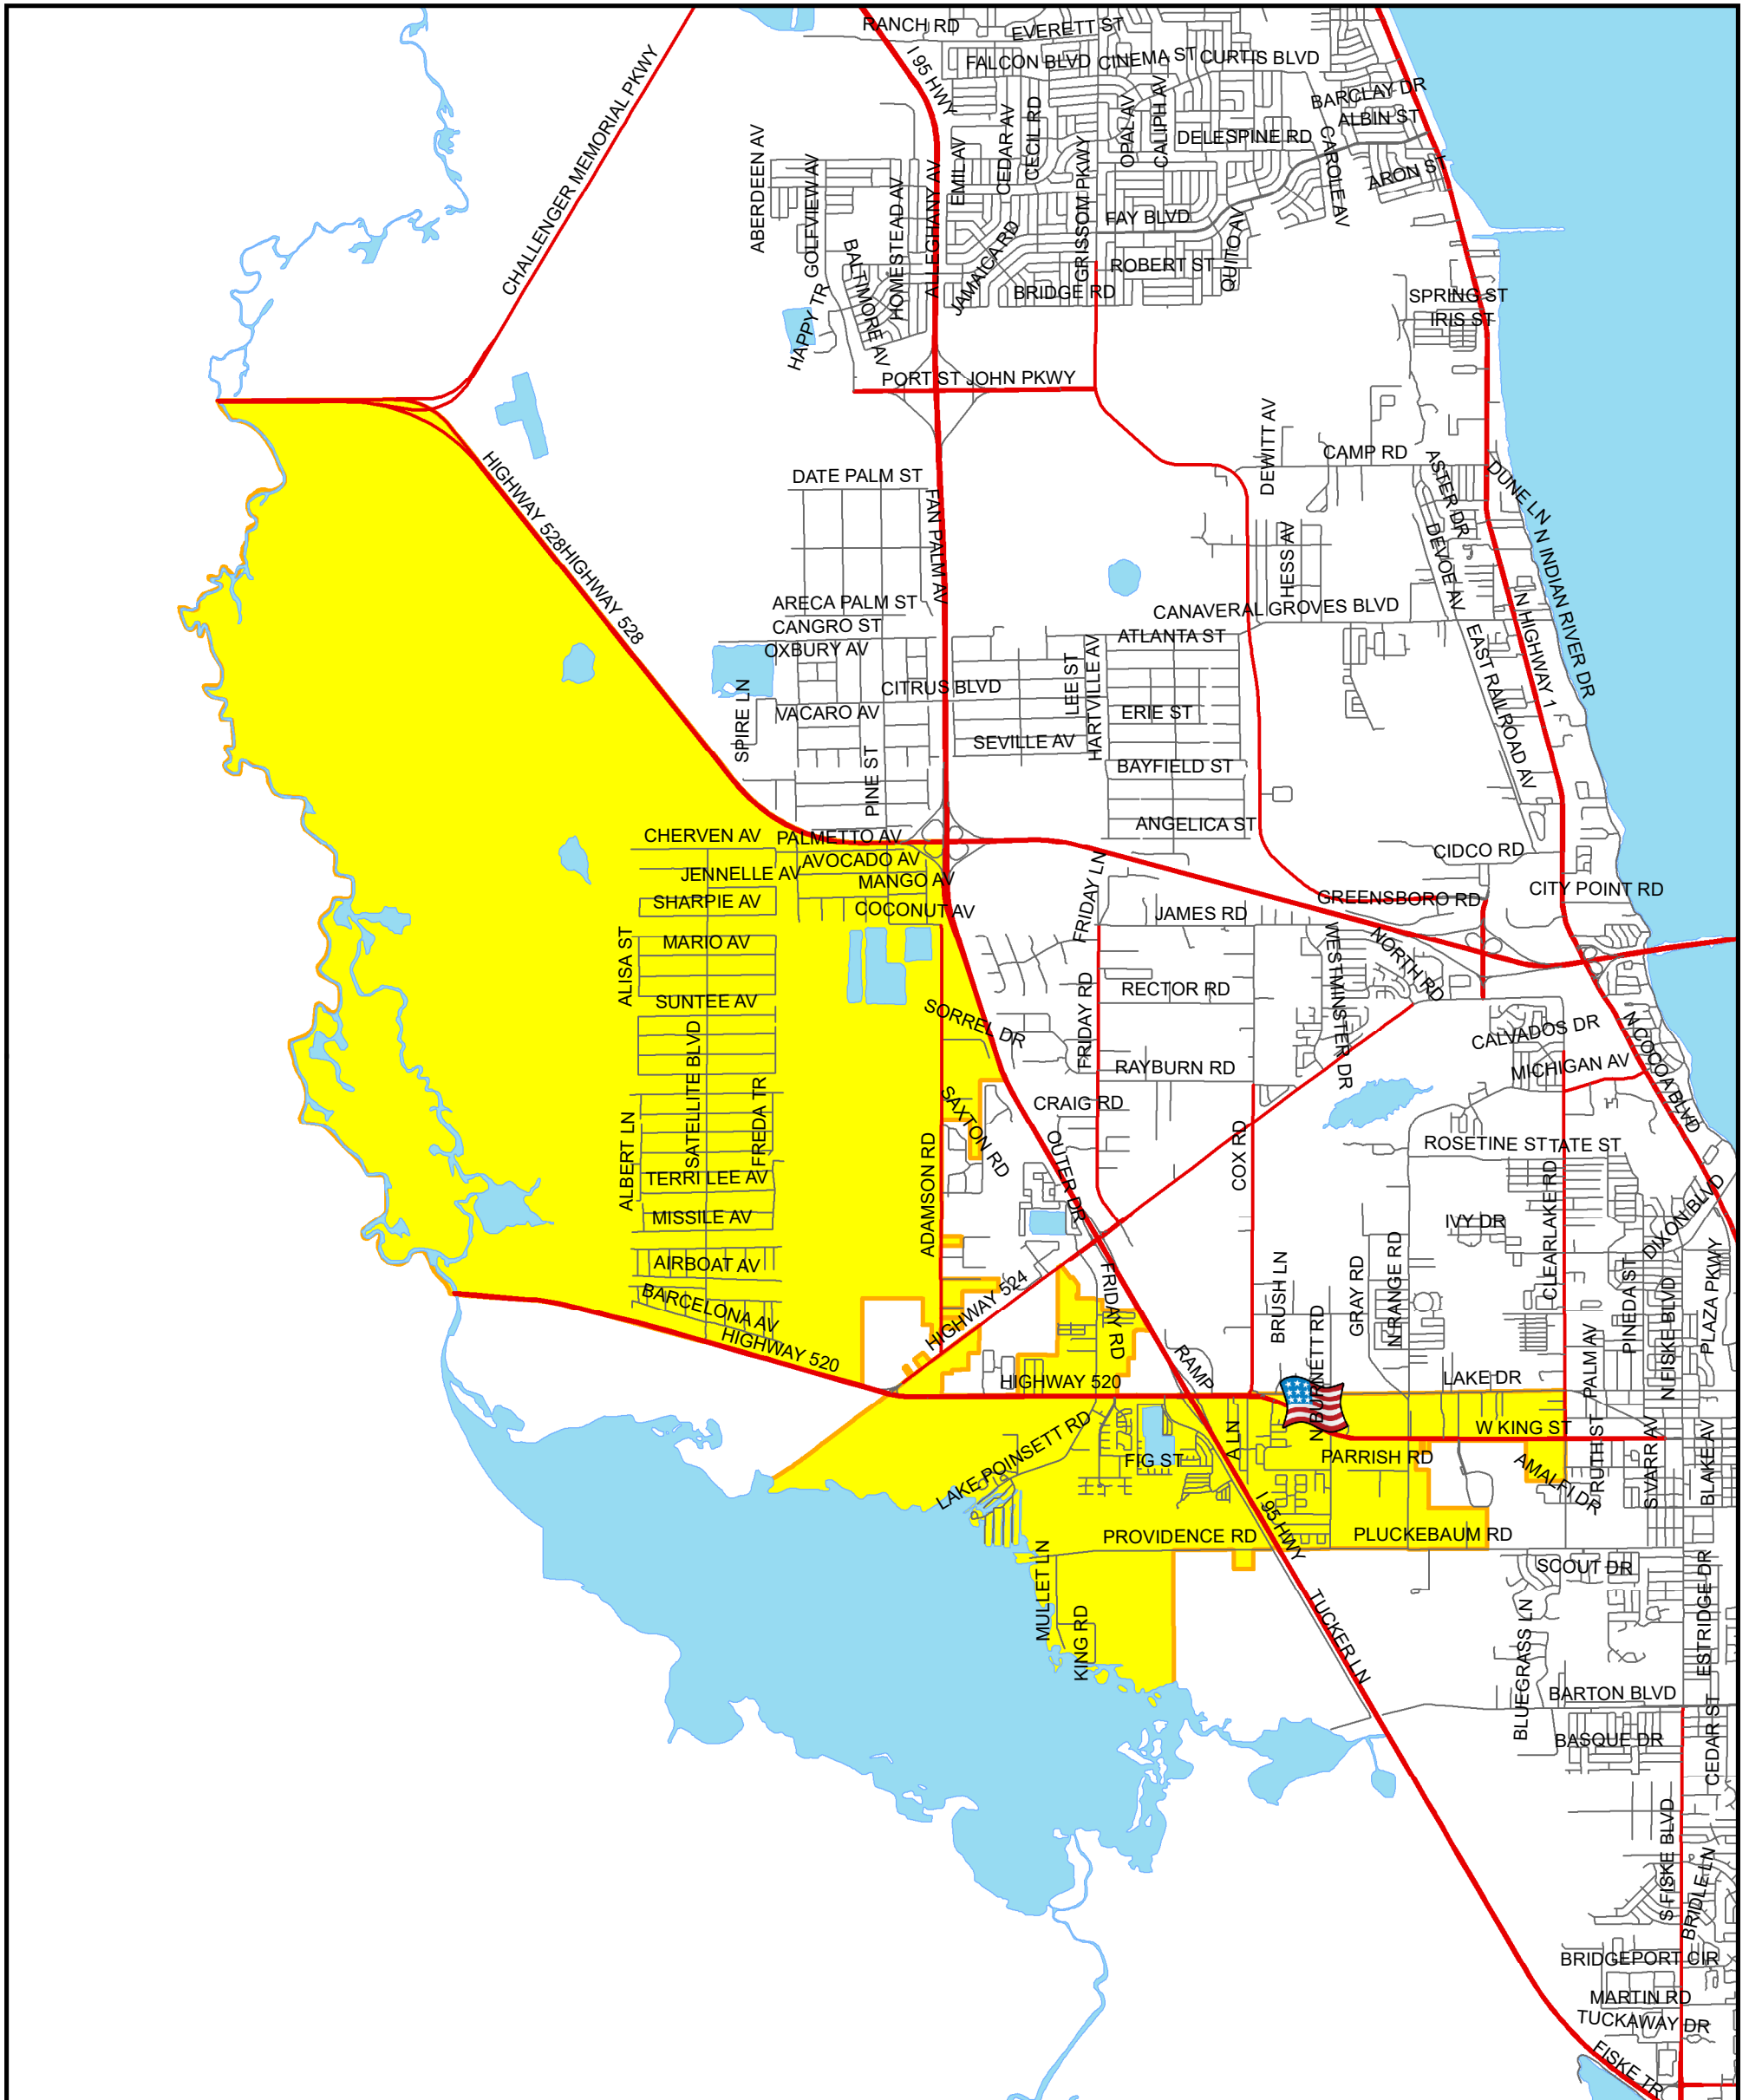 RANCH RD
EVERETT ST
I 95 HWY
FALCON BLVD
CINEMA ST
CURTIS BLVD
CHALLENGER MEMORIAL PKWY
BARCLAY DR
ALBIN ST
ABERDEEN AV
GOLFVIEW AV
HOMESTEAD AV
ALLEGHANY AV
EMIL AV
CEDAR AV
CECIL RD
GRISSOM PKWY
OPAL AV
CALIPH AV
DELESPINE RD
CAROLE AV
ARON ST
BALTIMORE AV
HAPPY TR
JAMAICA RD
FAY BLVD
ROBERT ST
QUITO AV
BRIDGE RD
SPRING ST
IRIS ST
PORT ST JOHN PKWY
DEWITT AV
CAMP RD
ASTER DR
DUNE LN
N INDIAN RIVER DR
DATE PALM ST
FAN PALM AV
HIGHWAY 528
HIGHWAY 528
HESS AV
DEVOE AV
ARECA PALM ST
CANGRO ST
OXBURY AV
CANAVERAL GROVES BLVD
ATLANTA ST
N HIGHWAY 1
EAST RAILROAD AV
SPIRE LN
CITRUS BLVD
LEE ST
HARTVILLE AV
VACARO AV
ERIE ST
SEVILLE AV
PINE ST
BAYFIELD ST
ANGELICA ST
CHERVEN AV
PALMETTO AV
AVOCADO AV
JENNELLE AV
MANGO AV
CIDCO RD
SHARPIE AV
COCONUT AV
FRIDAY LN
JAMES RD
GREENSBORO RD
CITY POINT RD
ALISA ST
MARIO AV
WESTMINSTER DR
NORTH RD
SUNTEE AV
RECTOR RD
SORREL DR
FRIDAY RD
CALVADOS DR
N COCOA BLVD
SATELLITE BLVD
RAYBURN RD
MICHIGAN AV
FREDA TR
SAXTON RD
CRAIG RD
ALBERT LN
ADAMSON RD
OUTER DR
COX RD
ROSETINE ST
TATE ST
TERRI LEE AV
CLEARLAKE RD
DIXON BLVD
MISSILE AV
IVY DR
AIRBOAT AV
BARCELONA AV
HIGHWAY 524
FRIDAY RD
BRUSH LN
GRAY RD
N RANGE RD
PINEDA ST
N FISKE BLVD
PLAZA PKWY
HIGHWAY 520
HIGHWAY 520
RAMP
N BURNETT RD
LAKE DR
PALM AV
LAKE POINSETT RD
FIG ST
A LN
W KING ST
PARRISH RD
AMALFI DR
RUTH ST
S VARR AV
BLAKE AV
I 95 HWY
PROVIDENCE RD
PLUCKEBAUM RD
MULLET LN
SCOUT DR
KING RD
TUCKER LN
BLUEGRASS LN
ESTRIDGE DR
BARTON BLVD
BASQUE DR
CEDAR ST
S FISKE BLVD
BRIDLE LN
BRIDGEPORT CIR
MARTIN RD
TUCKAWAY DR
FISKE TR